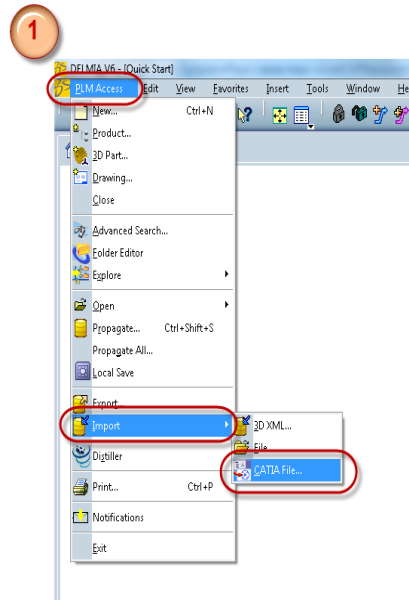 1
DELMIA V6 - [Quick Start]
PLM Access Edit View Favorites Insert Tools Window He
New... Ctrl+N
Product...
3D Part...
Drawing...
Close
Advanced Search...
Folder Editor
Explore
Open
Propagate... Ctrl+Shift+S
Propagate All...
Local Save
Export...
Import
3D XML...
File...
Distiller
CATIA File...
Print... Ctrl+P
Notifications
Exit